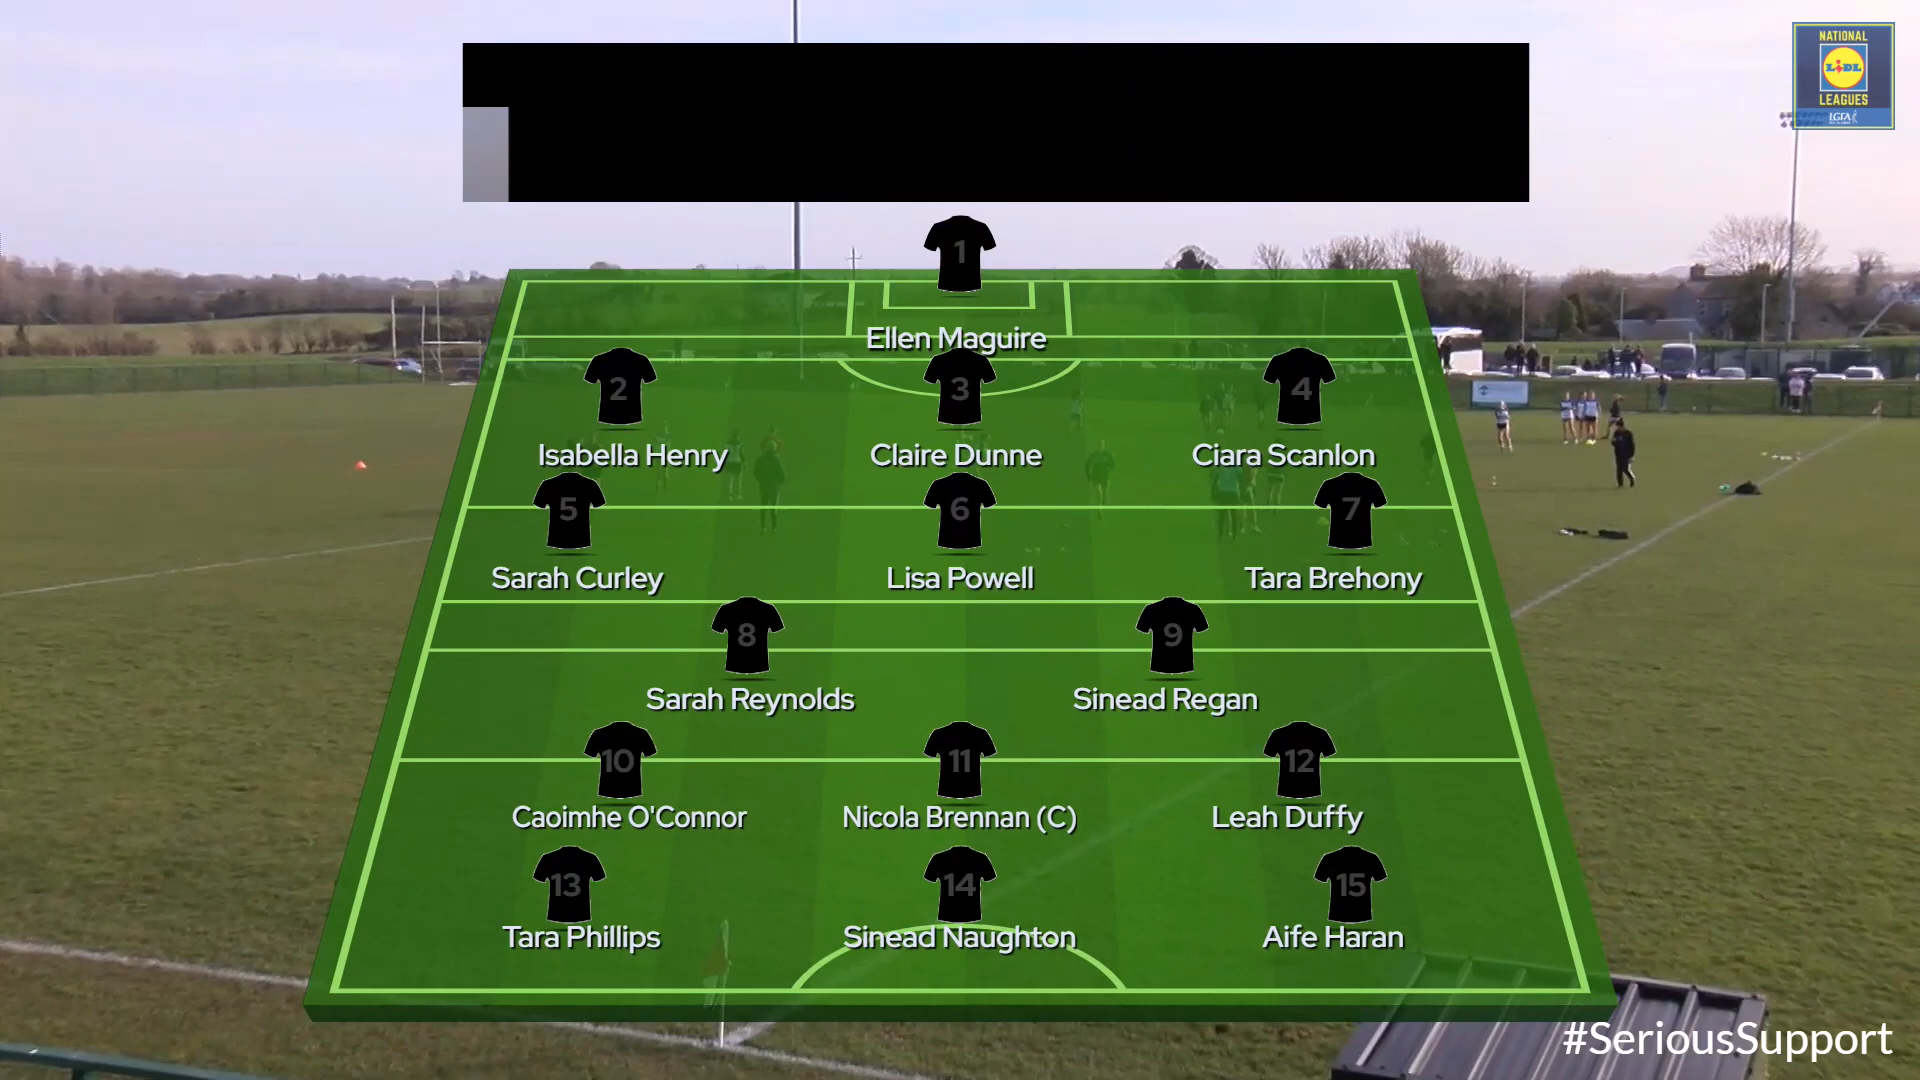 NATIONAL
LIDL
LEAGUES
LGFA
1
Ellen Maguire
2 3 4
Isabella Henry Claire Dunne Ciara Scanlon
5 6 7
Sarah Curley Lisa Powell Tara Brehony
8 9
Sarah Reynolds Sinead Regan
10 11 12
Caoimhe O'Connor Nicola Brennan (C) Leah Duffy
13 14 15
Tara Phillips Sinead Naughton Aife Haran
#SeriousSupport